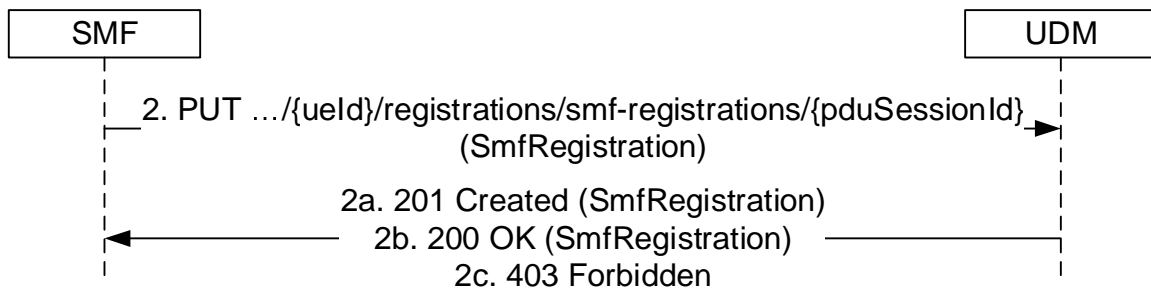 SMF
UDM
2. PUT …/{ueId}/registrations/smf-registrations/{pduSessionId}
(SmfRegistration)
2a. 201 Created (SmfRegistration)
2b. 200 OK (SmfRegistration)
2c. 403 Forbidden